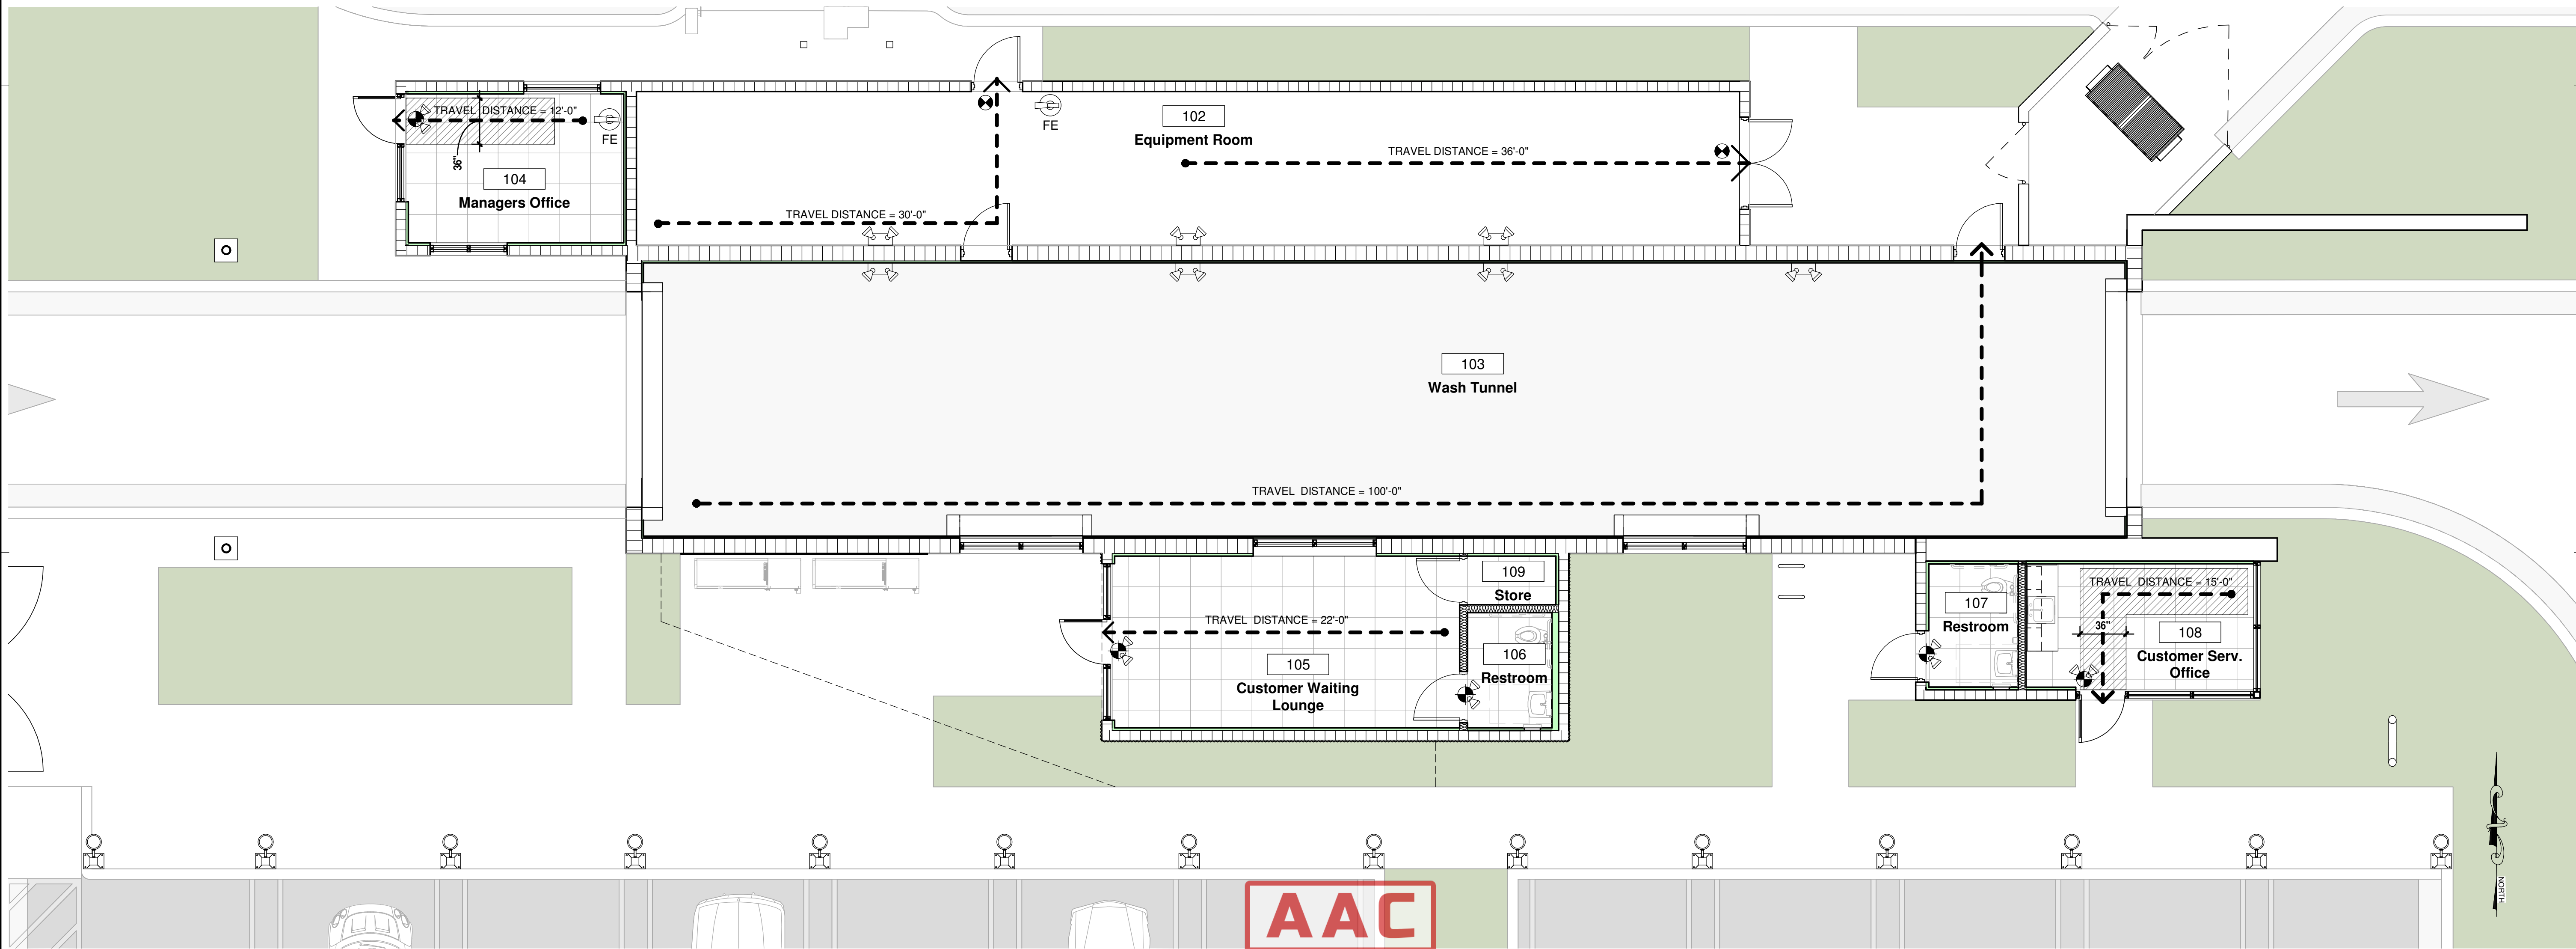 TRAVEL DISTANCE = 12'-0"
FE
36"
104
Managers Office
FE
102
Equipment Room
TRAVEL DISTANCE = 36'-0"
TRAVEL DISTANCE = 30'-0"
103
Wash Tunnel
TRAVEL DISTANCE = 100'-0"
109
Store
TRAVEL DISTANCE = 22'-0"
105
Customer Waiting
Lounge
106
Restroom
107
Restroom
TRAVEL DISTANCE = 15'-0"
36"
108
Customer Serv.
Office
NORTH
AAC